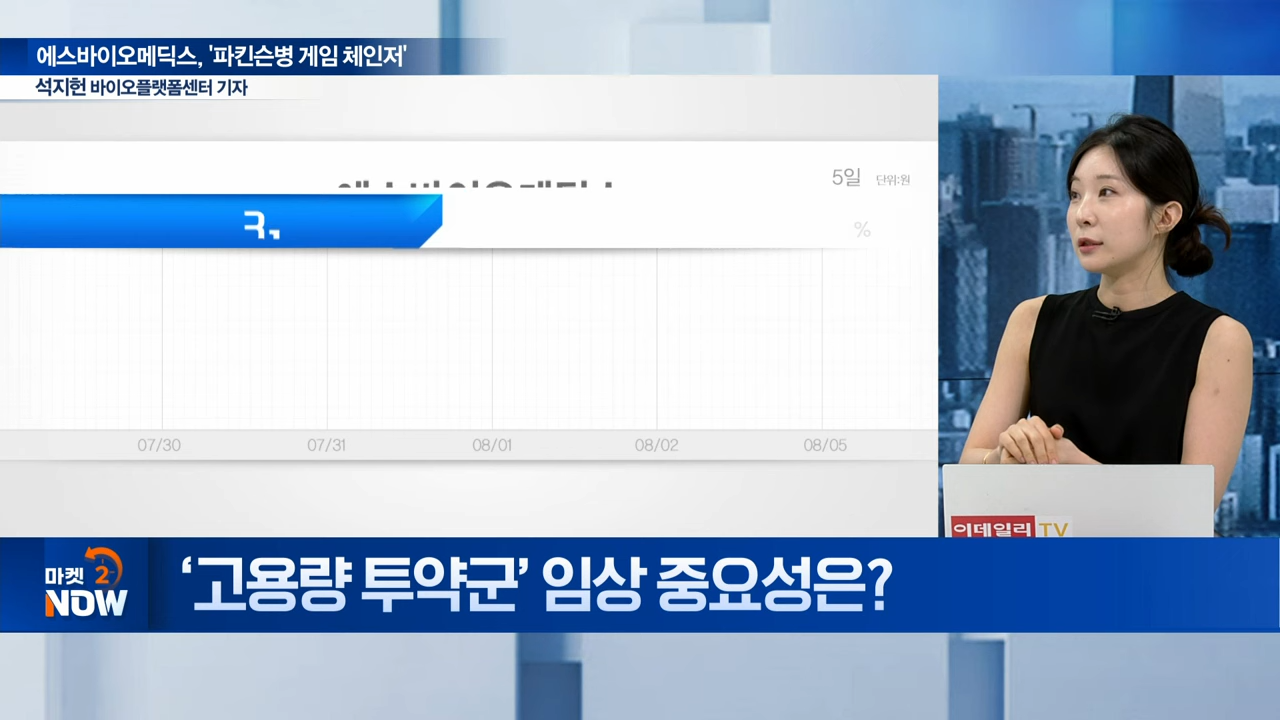 에스바이오메딕스, '파킨슨병 게임 체인저'
석지헌 바이오플랫폼센터 기자
5일 단위:원
3,
%
07/30 07/31 08/01 08/02 08/05
이데일리TV
마켓 2
NOW
‘고용량 투약군’ 임상 중요성은?